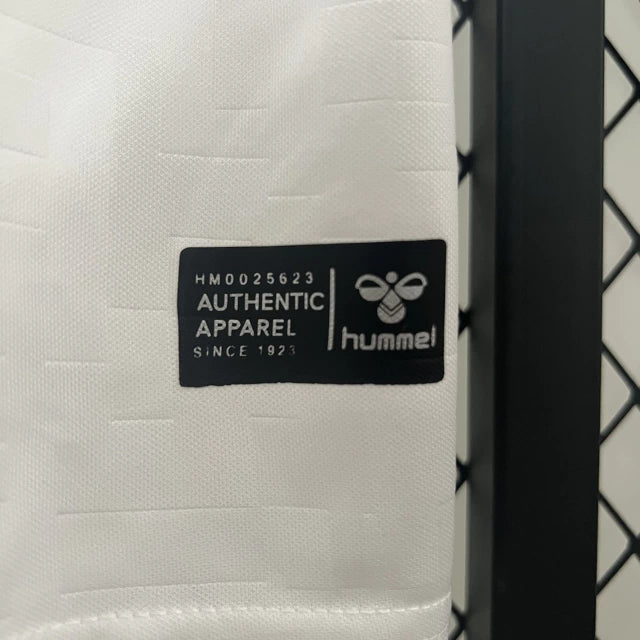 HM0025623
AUTHENTIC
APPAREL
SINCE 1923
hummel